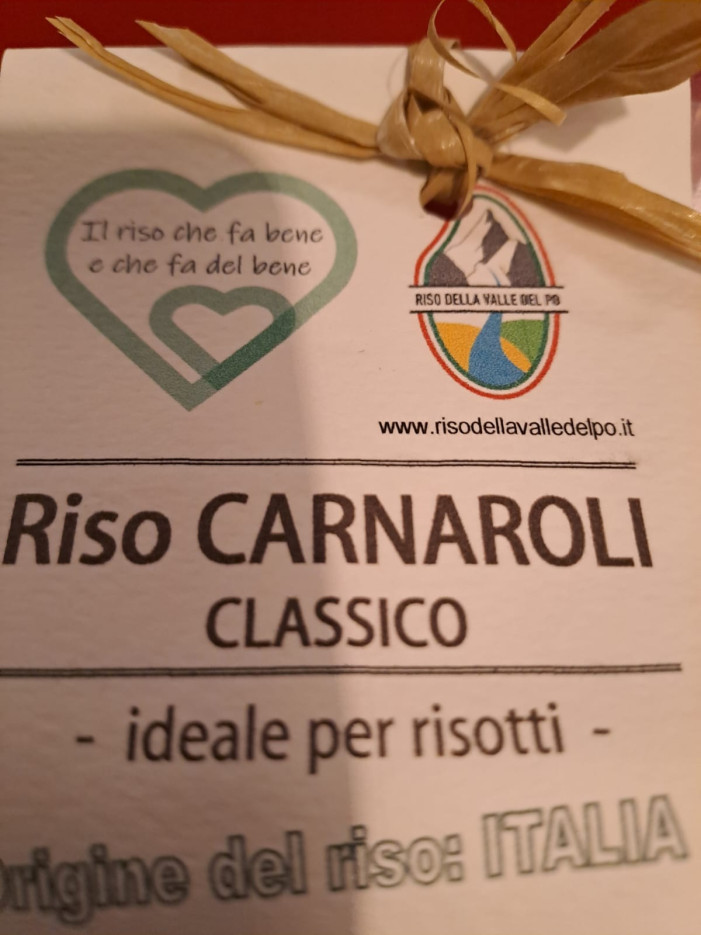 Il riso che fa bene
e che fa del bene
RISO DELLA VALLE DEL PO
www.risodellavalledelpo.it
Riso CARNAROLI
CLASSICO
- ideale per risotti -
origine del riso: ITALIA